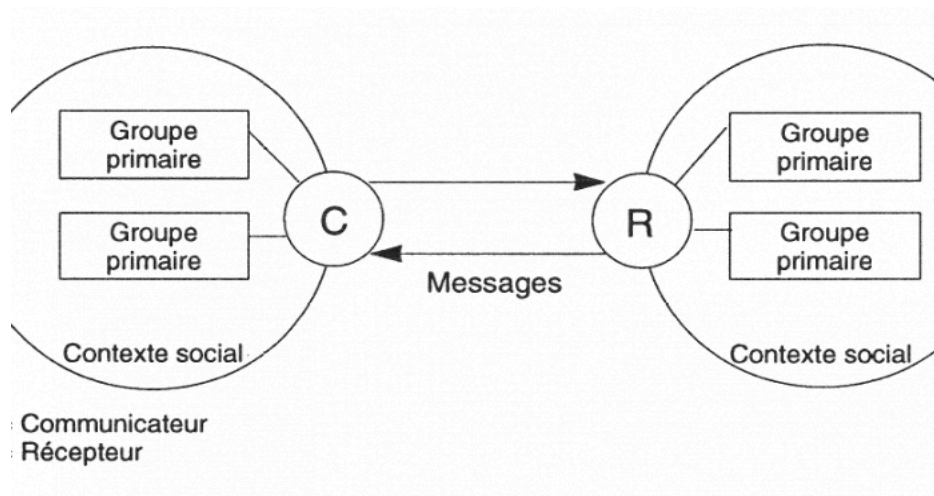 Groupe
primaire
Groupe
primaire
C
Contexte social
Messages
R
Groupe
primaire
Groupe
primaire
Contexte social
Communicateur
Récepteur